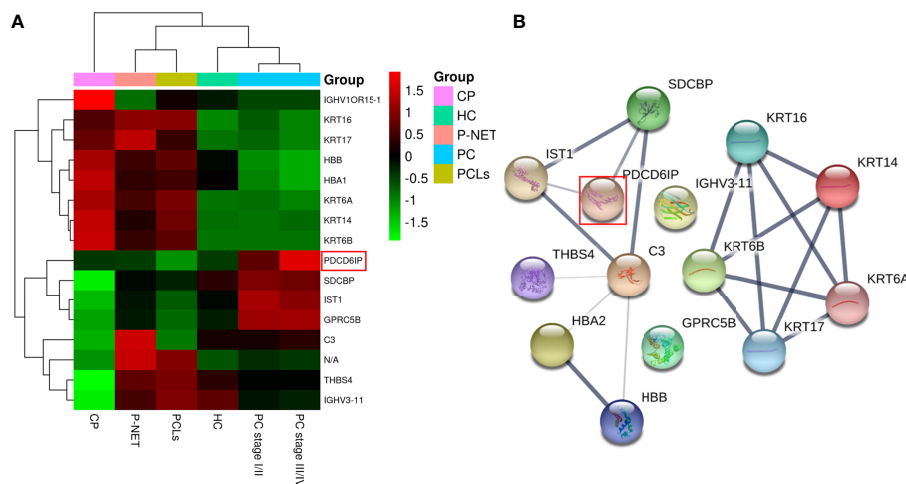 A
B
Group
IGHV1OR15-1
KRT16
KRT17
HBB
HBA1
KRT6A
KRT14
KRT6B
PDCD6IP
SDCBP
IST1
GPRC5B
C3
N/A
THBS4
IGHV3-11
CP
P-NET
PCLs
HC
PC stage I/II
PC stage III/IV
1.5
0.5
-0.5
-1.5
Group
CP
HC
P-NET
PC
PCLs
SDCBP
KRT16
IST1
KRT14
PDCD6IP
IGHV3-11
THBS4
C3
KRT6B
KRT6A
HBA2
GPRC5B
KRT17
HBB